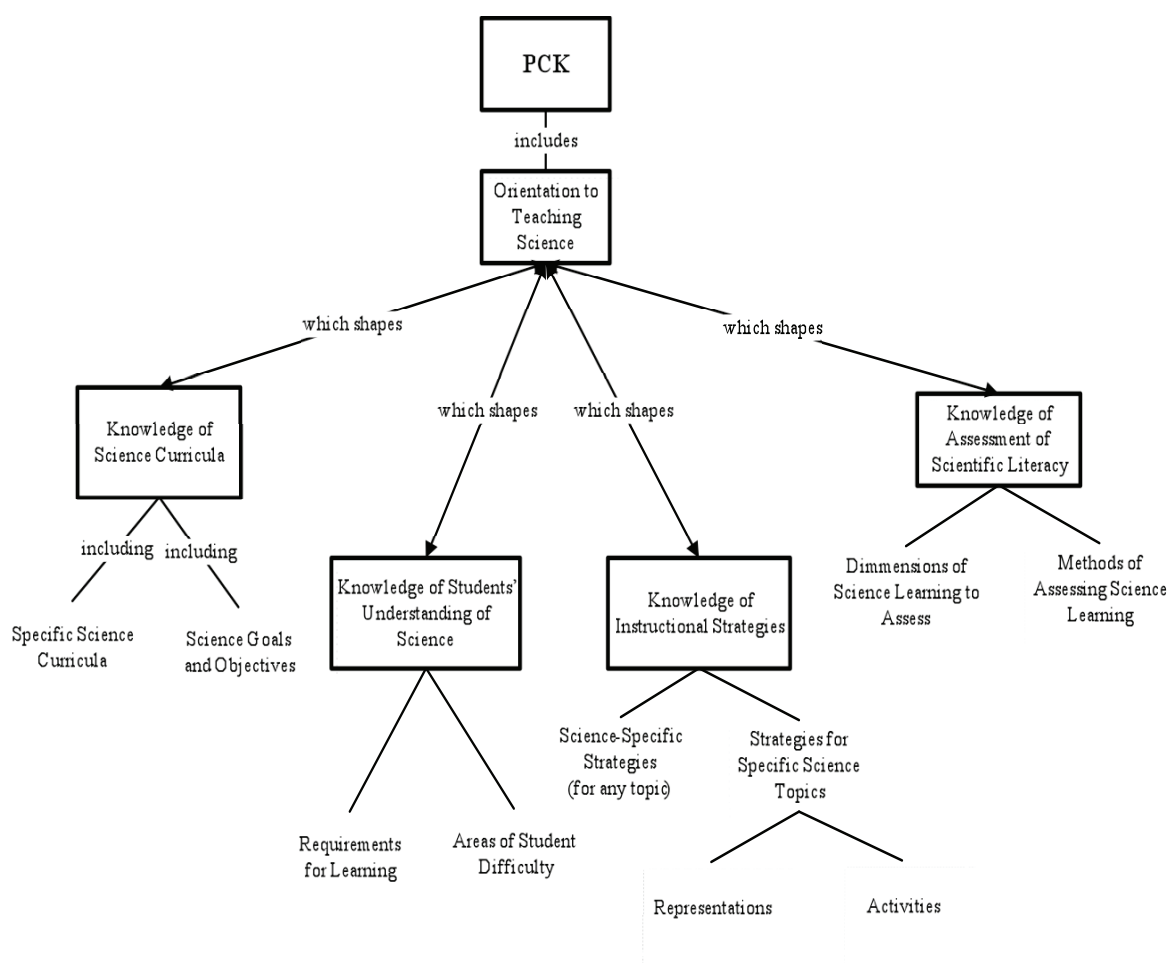 PCK
includes
Orientation to
Teaching
Science
which shapes
which shapes
which shapes
which shapes
Knowledge of
Science Curricula
Knowledge of
Assessment of
Scientific Literacy
including
including
Specific Science
Curricula
Science Goals
and Objectives
Knowledge of Students'
Understanding of
Science
Knowledge of
Instructional Strategies
Dimmensions of
Science Learning to
Assess
Methods of
Assessing Science
Learning
Science-Specific
Strategies
(for any topic)
Strategies for
Specific Science
Topics
Requirements
for Learning
Areas of Student
Difficulty
Representations
Activities